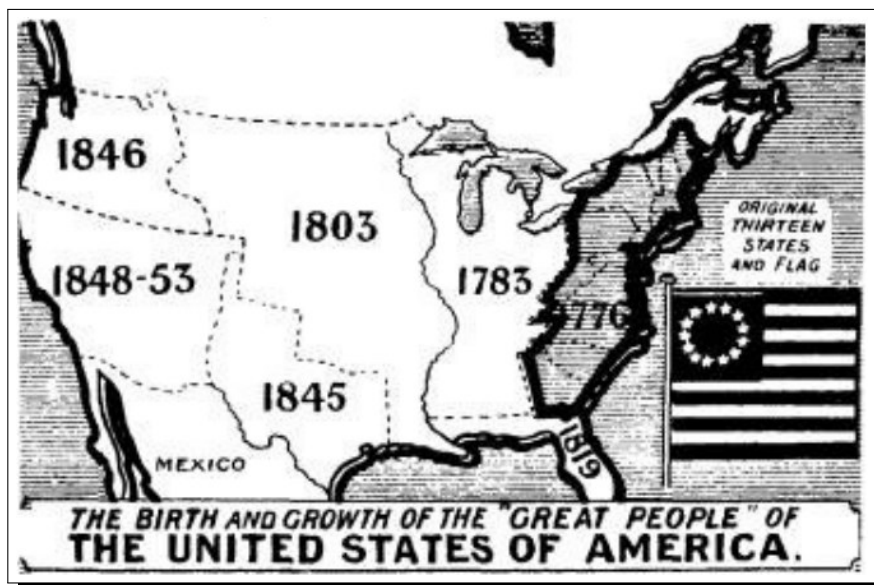 1846
1803
1848-53
1783
1776
1845
1819
MEXICO
ORIGINAL
THIRTEEN
STATES
AND FLAG
THE BIRTH AND GROWTH OF THE "GREAT PEOPLE" OF
THE UNITED STATES OF AMERICA.